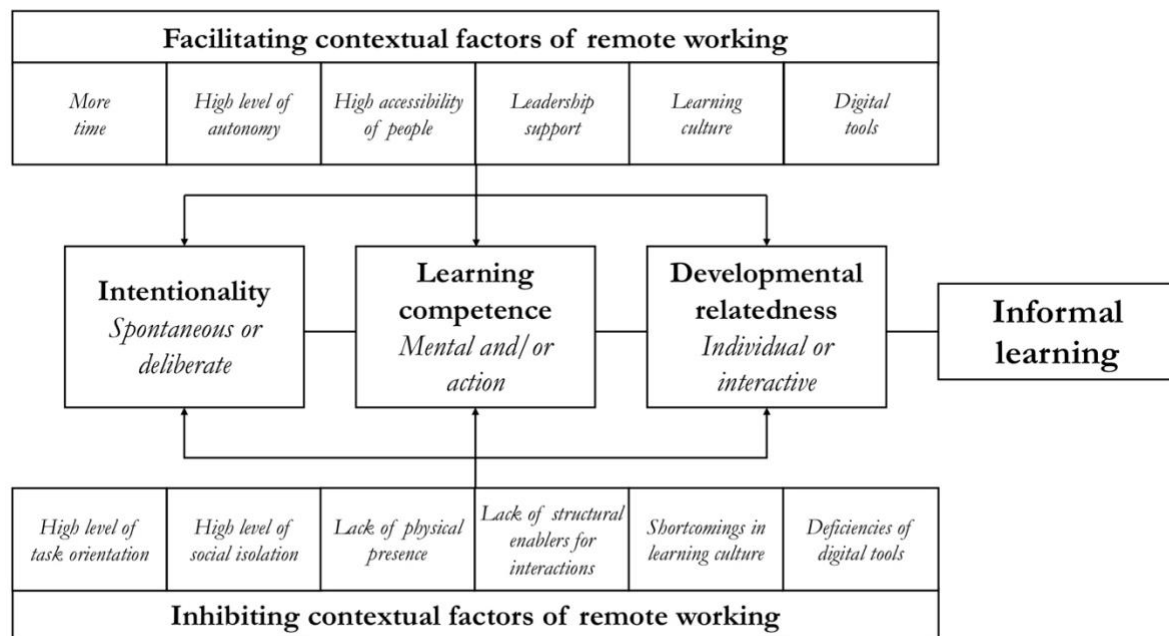 Facilitating contextual factors of remote working
More
time
High level of
autonomy
High accessibility
of people
Leadership
support
Learning
culture
Digital
tools
Intentionality
Spontaneous or
deliberate
Learning
competence
Mental and/or
action
Developmental
relatedness
Individual or
interactive
Informal
learning
High level of
task orientation
High level of
social isolation
Lack of physical
presence
Lack of structural
enablers for
interactions
Shortcomings in
learning culture
Deficiencies of
digital tools
Inhibiting contextual factors of remote working